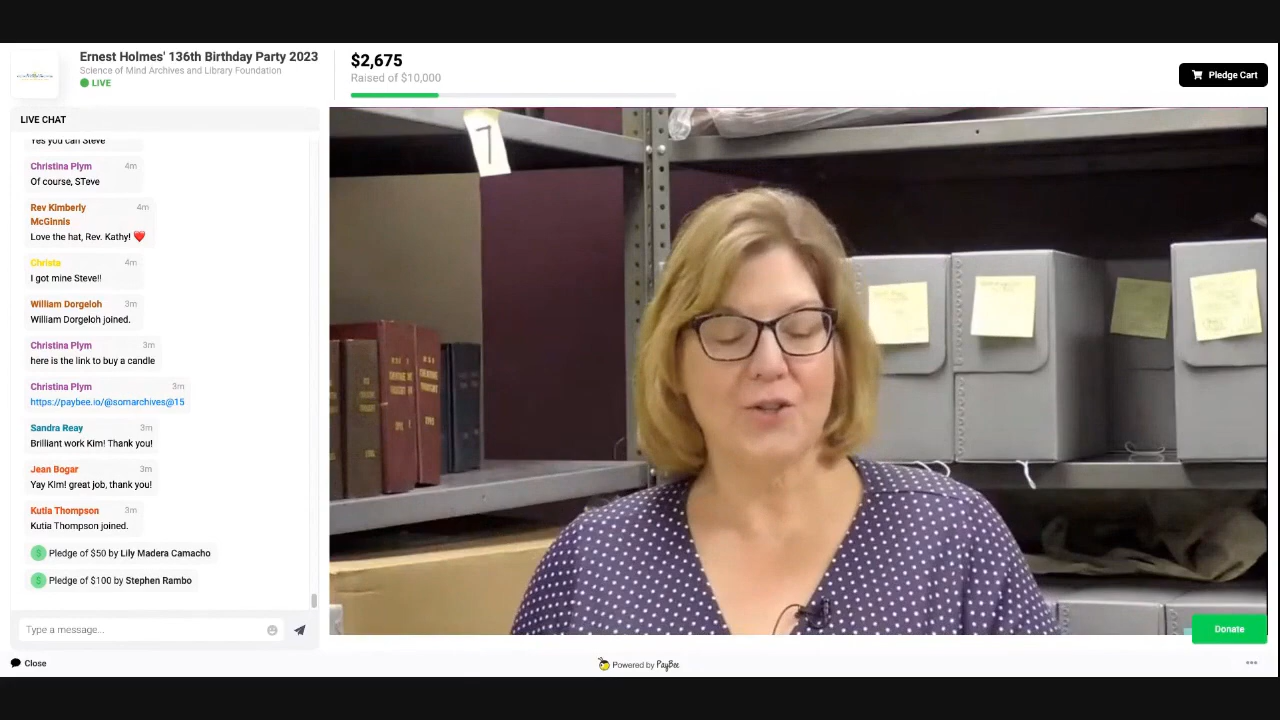 Ernest Holmes' 136th Birthday Party 2023
Science of Mind Archives and Library Foundation
LIVE
$2,675
Raised of $10,000
Pledge Cart
LIVE CHAT
Yes you can Steve
Christina Plym 4m
Of course, STeve
Rev Kimberly McGinnis 4m
Love the hat, Rev. Kathy! ❤️
Christa 4m
I got mine Steve!!
William Dorgeloh 3m
William Dorgeloh joined.
Christina Plym 3m
here is the link to buy a candle
Christina Plym 3m
https://paybee.io/@somarchives@15
Sandra Reay 3m
Brilliant work Kim! Thank you!
Jean Bogar 3m
Yay KIm! great job, thank you!
Kutia Thompson 3m
Kutia Thompson joined.
$ Pledge of $50 by Lily Madera Camacho
$ Pledge of $100 by Stephen Rambo
Type a message...
Close
7
CREATIVE
THOUGHT
Donate
Powered by PayBee